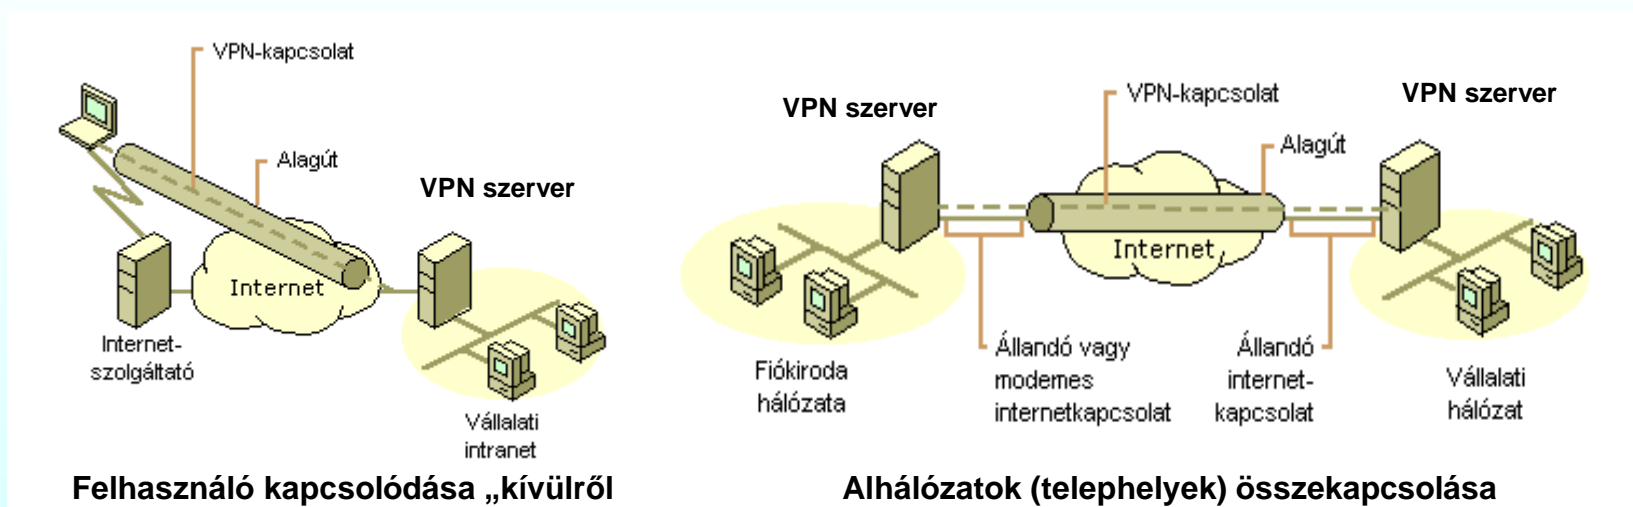 VPN-kapcsolat
Alagút
VPN szerver
Internet
Internet-
szolgáltató
Vállalati
intranet
Felhasználó kapcsolódása „kívülről
VPN szerver
VPN-kapcsolat
VPN szerver
Alagút
Internet
Fiókiroda
hálózata
Állandó vagy
modemes
internetkapcsolat
Állandó
internet-
kapcsolat
Vállalati
hálózat
Alhálózatok (telephelyek) összekapcsolása